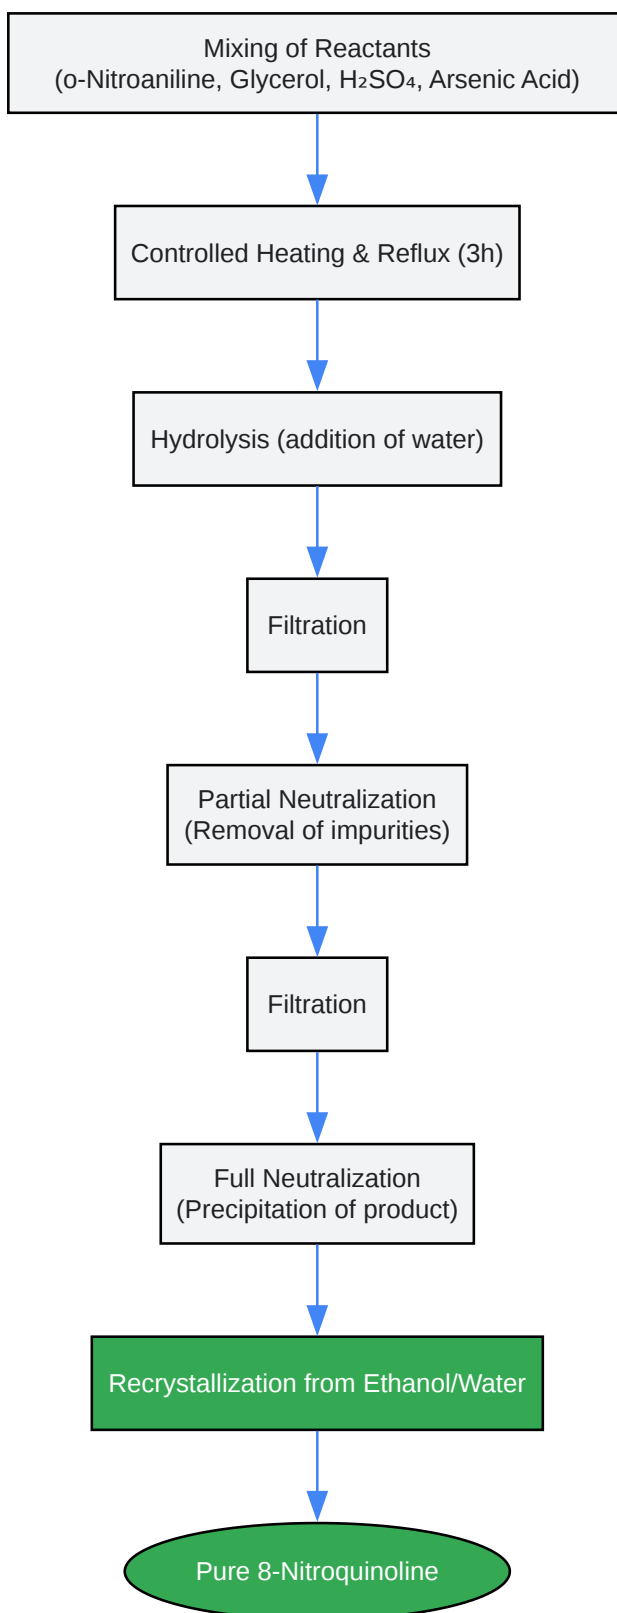 Mixing of Reactants
(o-Nitroaniline, Glycerol, H₂SO₄, Arsenic Acid)
Controlled Heating & Reflux (3h)
Hydrolysis (addition of water)
Filtration
Partial Neutralization
(Removal of impurities)
Filtration
Full Neutralization
(Precipitation of product)
Recrystallization from Ethanol/Water
Pure 8-Nitroquinoline